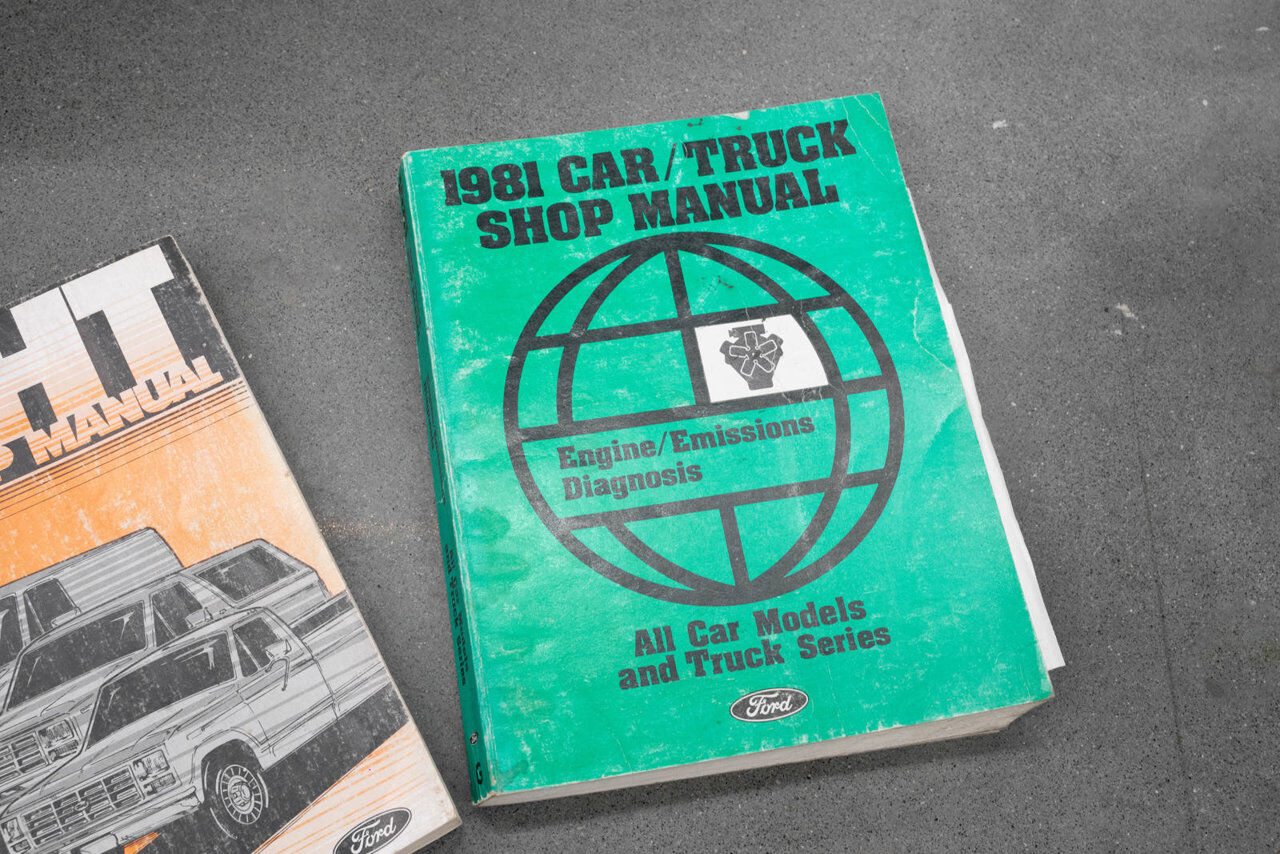 HT
P MANUAL
Ford
1981 CAR/TRUCK
SHOP MANUAL
Engine/Emissions
Diagnosis
All Car Models
and Truck Series
Ford